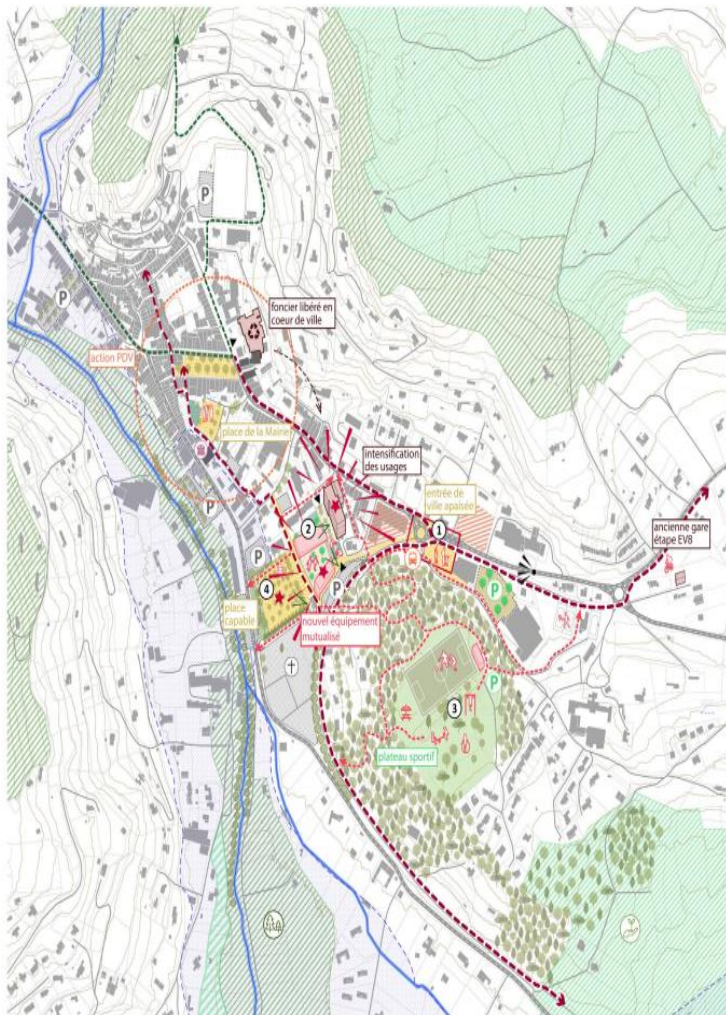 P
P
foncier libéré en
coeur de ville
action PDV
place de la Mairie
intensification
des usages
entrée de
ville apaisée
1
ancienne gare
étape EV8
2
P
P
P
4
P
place
capable
nouvel équipement
mutualisé
P
3
plateau sportif